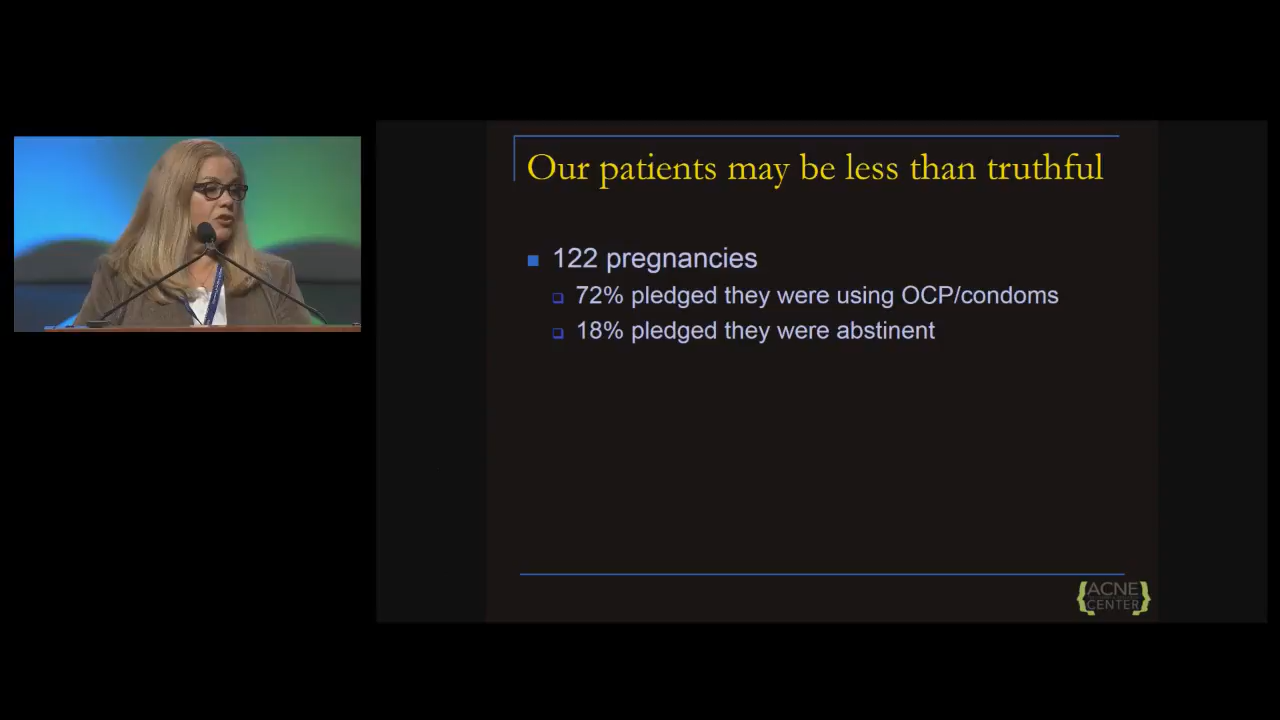 Our patients may be less than truthful
122 pregnancies
72% pledged they were using OCP/condoms
18% pledged they were abstinent
{ACNE
CENTER}